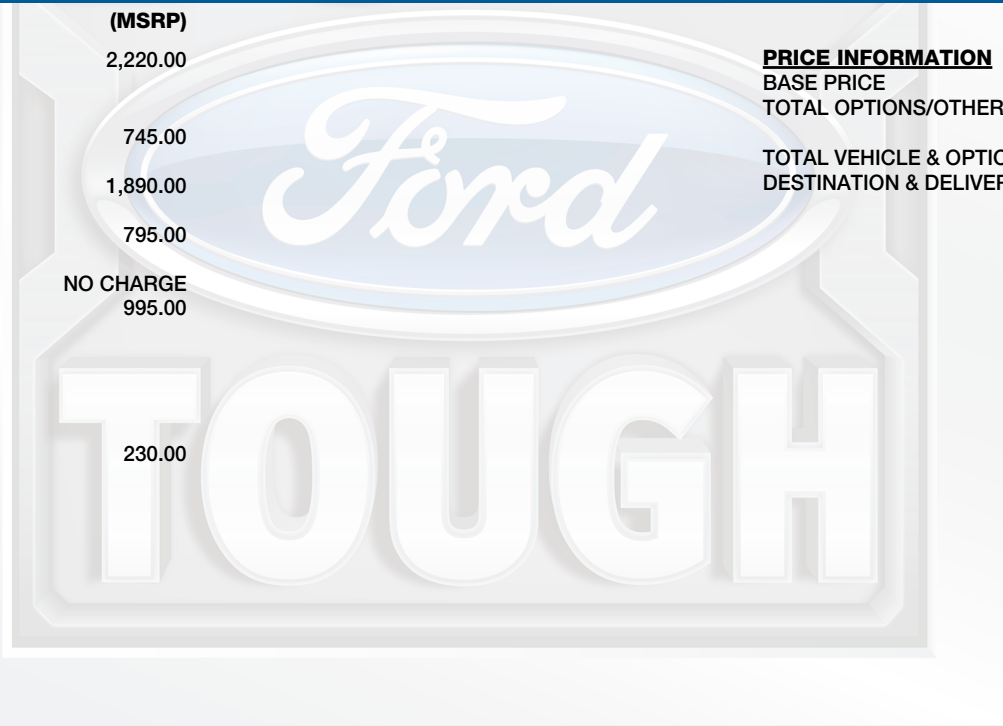 (MSRP)
2,220.00
745.00
1,890.00
795.00
NO CHARGE
995.00
230.00
PRICE INFORMATION
BASE PRICE
TOTAL OPTIONS/OTHER
TOTAL VEHICLE & OPTIO
DESTINATION & DELIVER
Ford
TOUGH